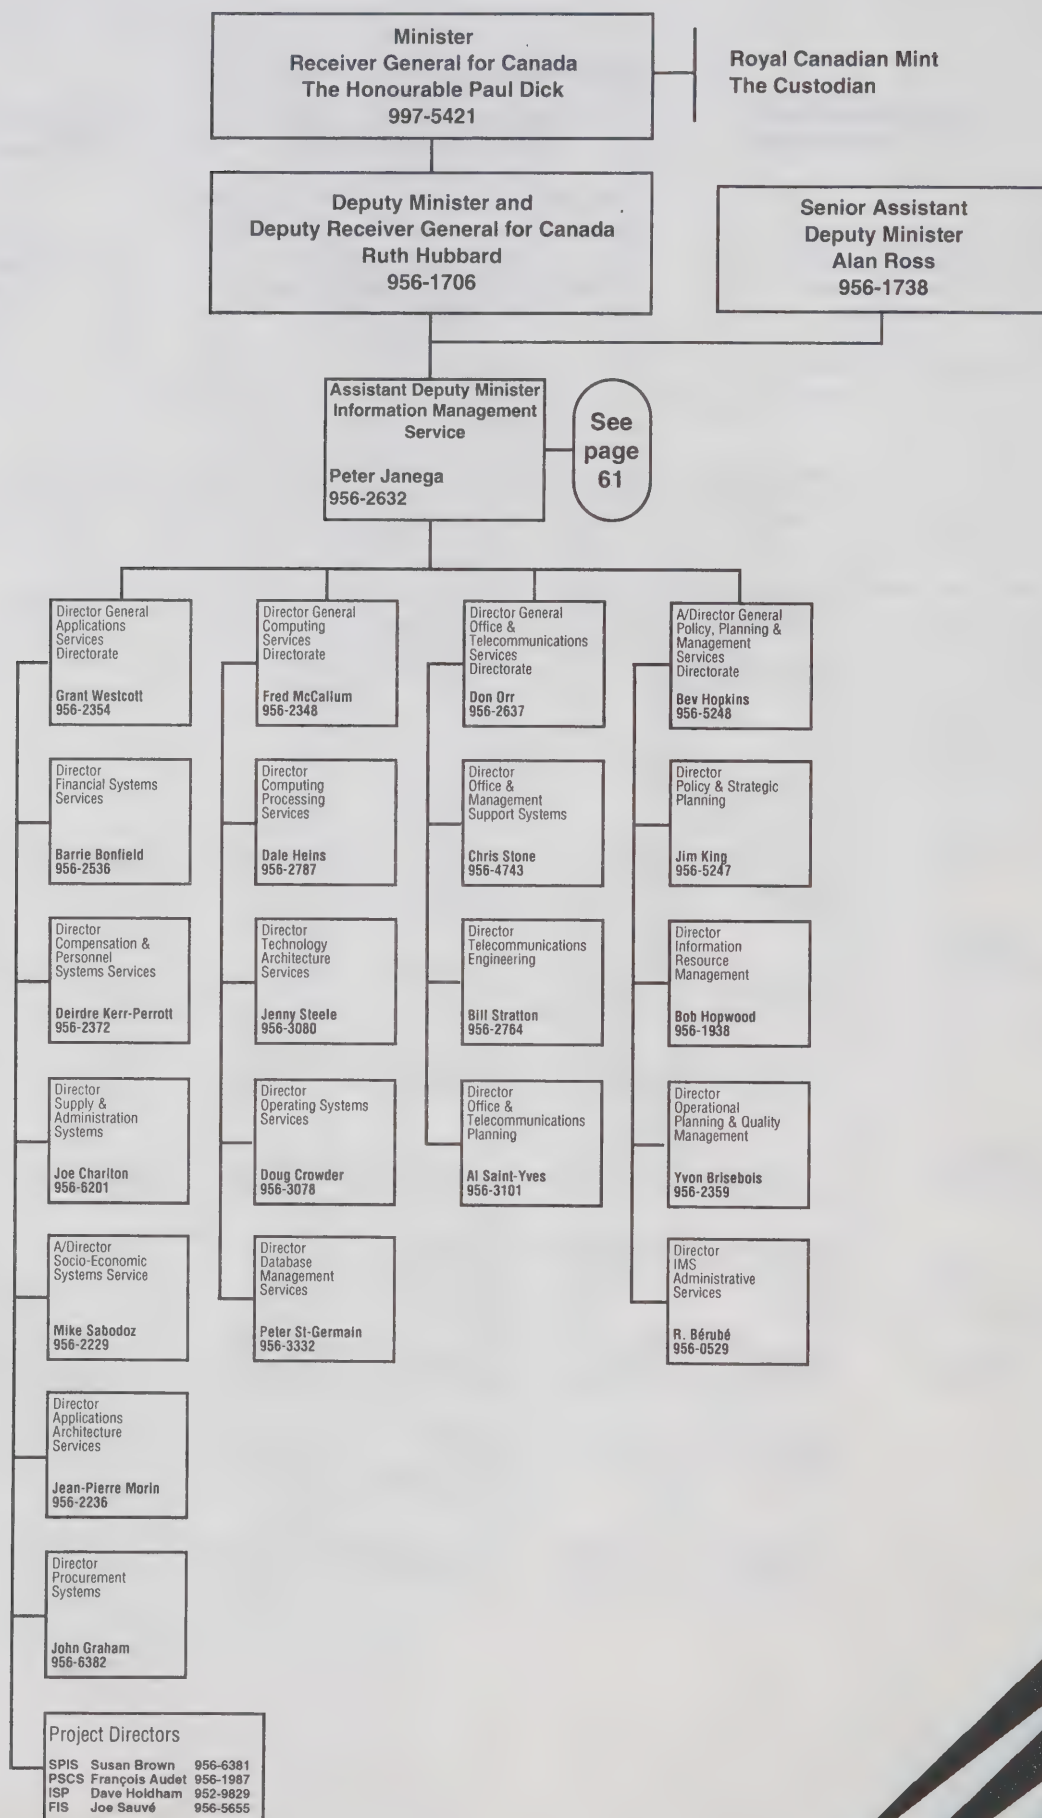 Minister
Receiver General for Canada
The Honourable Paul Dick
997-5421
Royal Canadian Mint
The Custodian
Deputy Minister and
Deputy Receiver General for Canada
Ruth Hubbard
956-1706
Senior Assistant
Deputy Minister
Alan Ross
956-1738
Assistant Deputy Minister
Information Management
Service
Peter Janega
956-2632
See
page
61
Director General
Applications
Services
Directorate
Grant Westcott
956-2354
Director General
Computing
Services
Directorate
Fred McCallum
956-2348
Director General
Office &
Telecommunications
Services
Directorate
Don Orr
956-2637
A/Director General
Policy, Planning &
Management
Services
Directorate
Bev Hopkins
956-5248
Director
Financial Systems
Services
Barrie Bonfield
956-2536
Director
Computing
Processing
Services
Dale Heins
956-2787
Director
Office &
Management
Support Systems
Chris Stone
956-4743
Director
Policy & Strategic
Planning
Jim King
956-5247
Director
Compensation &
Personnel
Systems Services
Deirdre Kerr-Perrott
956-2372
Director
Technology
Architecture
Services
Jenny Steele
956-3080
Director
Telecommunications
Engineering
Bill Stratton
956-2764
Director
Information
Resource
Management
Bob Hopwood
956-1938
Director
Supply &
Administration
Systems
Joe Charlton
956-6201
Director
Operating Systems
Services
Doug Crowder
956-3078
Director
Office &
Telecommunications
Planning
Al Saint-Yves
956-3101
Director
Operational
Planning & Quality
Management
Yvon Brisebois
956-2359
A/Director
Socio-Economic
Systems Service
Mike Sabodoz
956-2229
Director
Database
Management
Services
Peter St-Germain
956-3332
Director
IMS
Administrative
Services
R. Bérubé
956-0529
Director
Applications
Architecture
Services
Jean-Pierre Morin
956-2236
Director
Procurement
Systems
John Graham
956-6382
Project Directors
SPIS Susan Brown 956-6381
PSCS François Audet 956-1987
ISP Dave Holdham 952-9829
FIS Joe Sauvé 956-5655